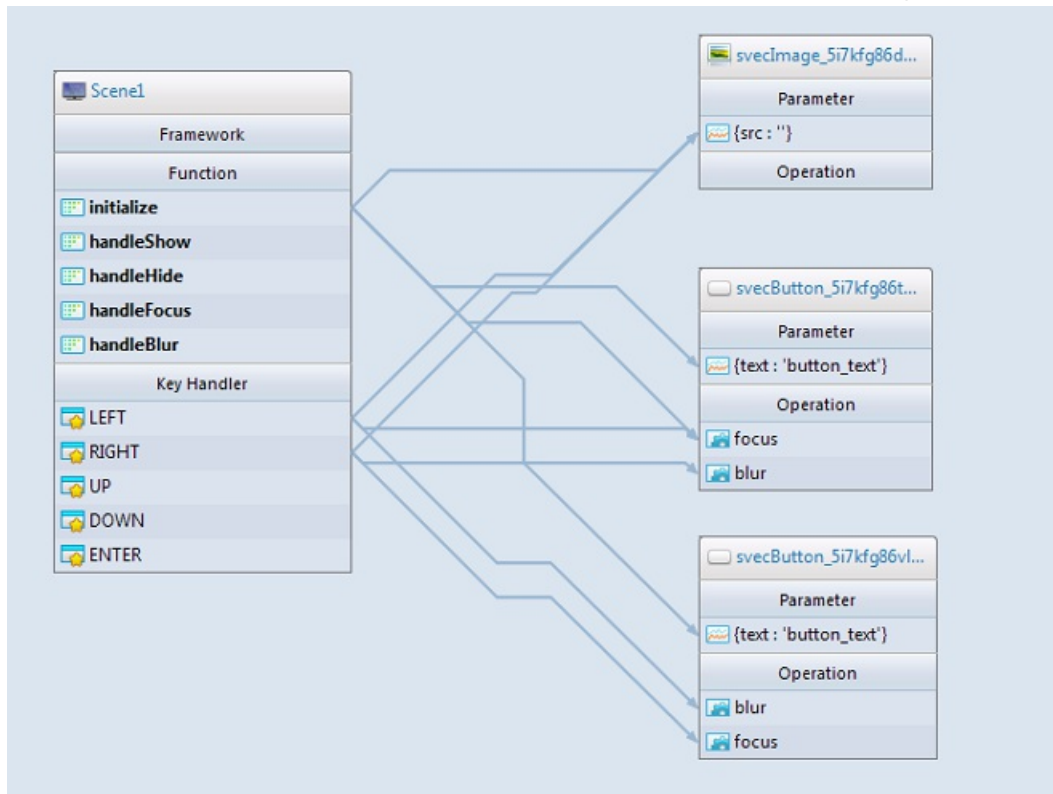 Scene1
Framework
Function
initialize
handleShow
handleHide
handleFocus
handleBlur
Key Handler
LEFT
RIGHT
UP
DOWN
ENTER
svecImage_5i7kfg86d...
Parameter
{src : ''}
Operation
svecButton_5i7kfg86t...
Parameter
{text : 'button_text'}
Operation
focus
blur
svecButton_5i7kfg86vl...
Parameter
{text : 'button_text'}
Operation
blur
focus